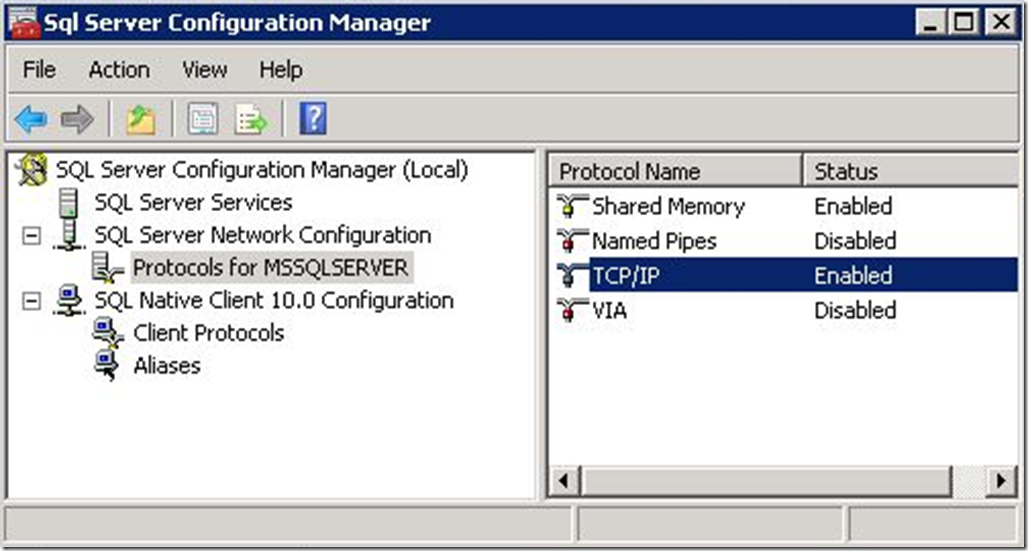 Sql Server Configuration Manager
File Action View Help
SQL Server Configuration Manager (Local)
SQL Server Services
SQL Server Network Configuration
Protocols for MSSQLSERVER
SQL Native Client 10.0 Configuration
Client Protocols
Aliases
Protocol Name Status
Shared Memory Enabled
Named Pipes Disabled
TCP/IP Enabled
VIA Disabled